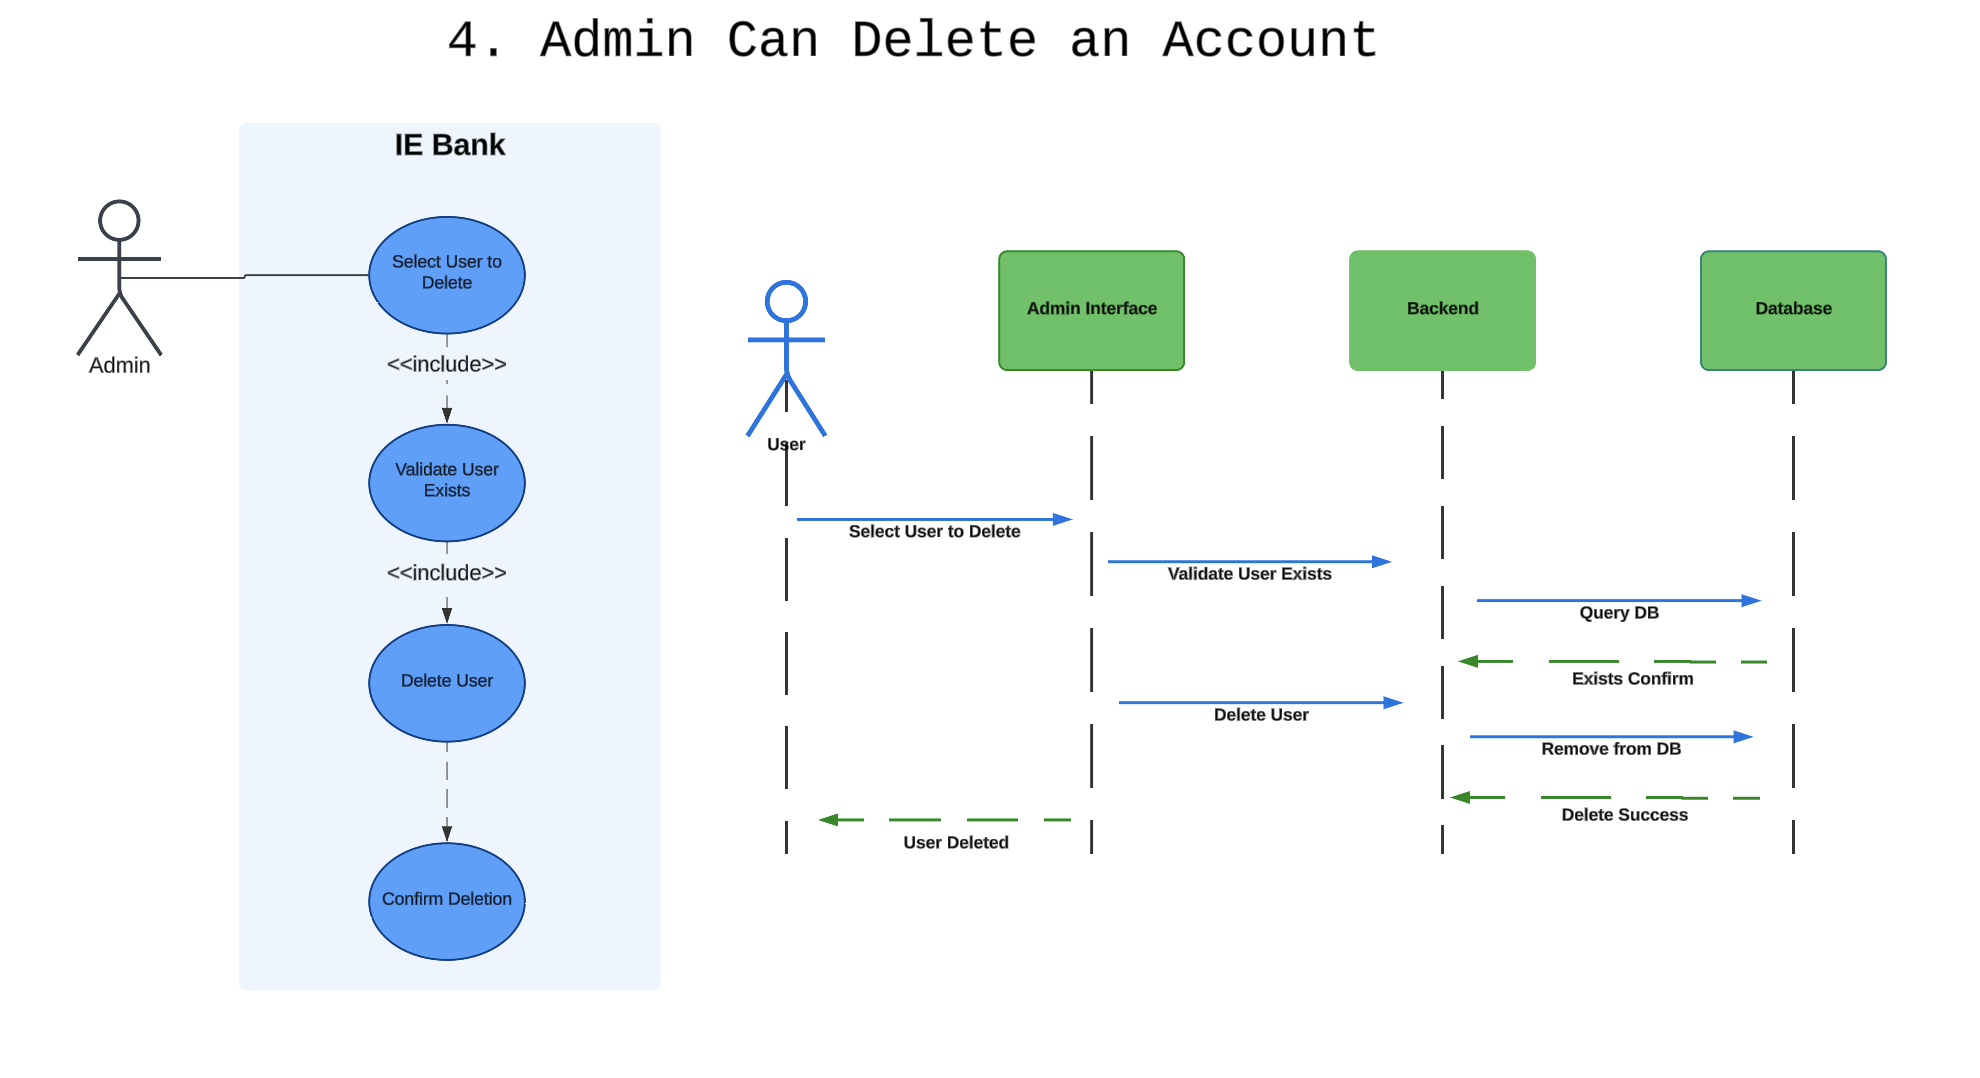 4. Admin Can Delete an Account
IE Bank
Admin
Select User to
Delete
<<include>>
Validate User
Exists
<<include>>
Delete User
Confirm Deletion
User
Admin Interface
Backend
Database
Select User to Delete
Validate User Exists
Query DB
Exists Confirm
Delete User
Remove from DB
Delete Success
User Deleted